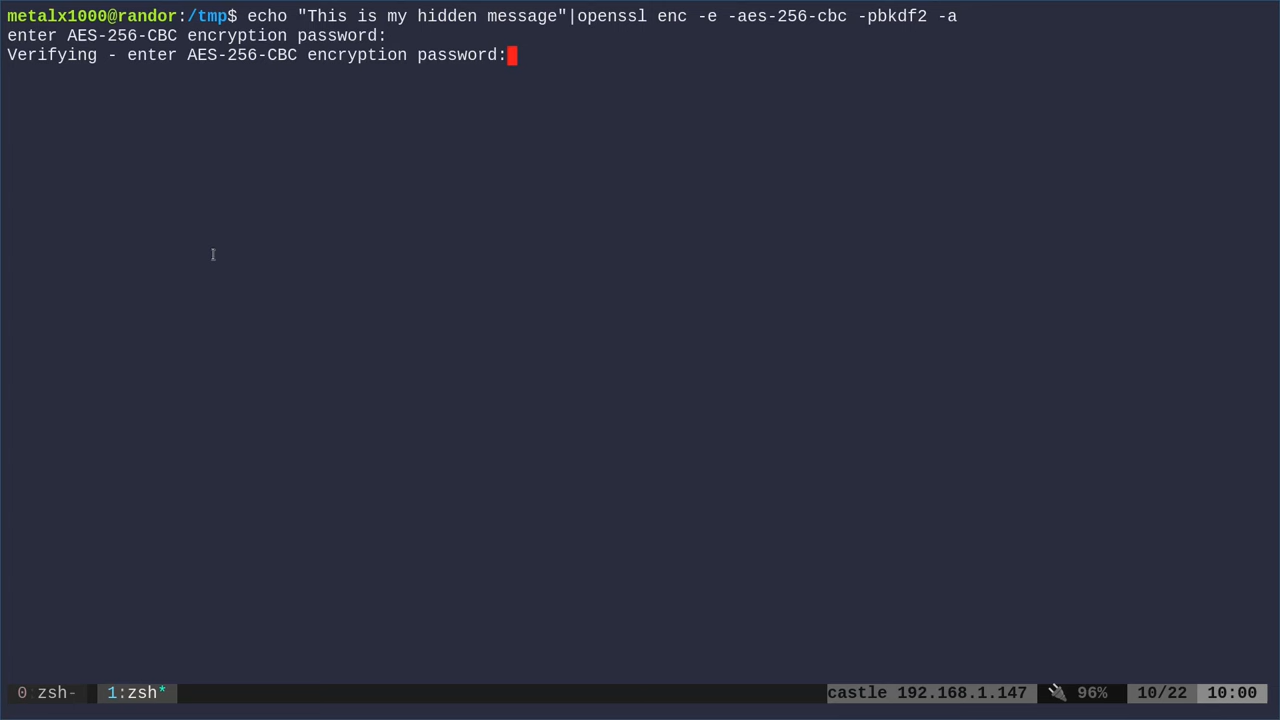 metalx1000@randor:/tmp$ echo "This is my hidden message"|openssl enc -e -aes-256-cbc -pbkdf2 -a
enter AES-256-CBC encryption password:
Verifying - enter AES-256-CBC encryption password:
0:zsh- 1:zsh* castle 192.168.1.147 🔌 96% 10/22 10:00